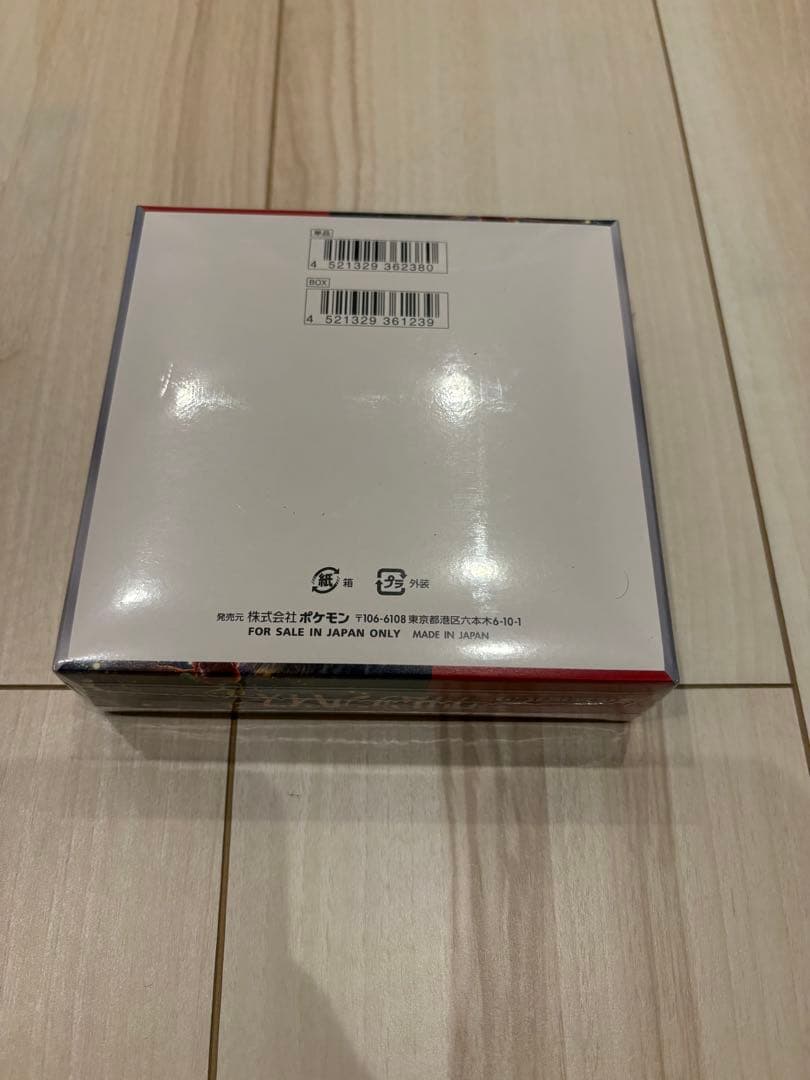 単品
4 521329 362380
BOX
4 521329 361239
紙 箱 プラ 外装
発売元 株式会社 ポケモン 〒106-6108 東京都港区六本木6-10-1
FOR SALE IN JAPAN ONLY MADE IN JAPAN